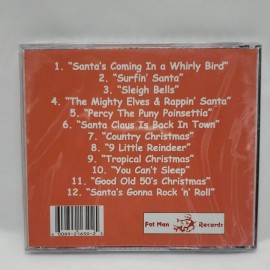 1. "Santa's Coming In a Whirly Bird"
2. "Surfin' Santa"
3. "Sleigh Bells"
4. "The Mighty Elves & Rappin' Santa"
5. "Percy The Puny Poinsettia"
6. "Santa Claus Is Back In Town"
7. "Country Christmas"
8. "9 Little Reindeer"
9. "Tropical Christmas"
10. "You Can't Sleep"
11. "Good Old 50's Christmas"
12. "Santa's Gonna Rock 'n' Roll"
Fat Man Records